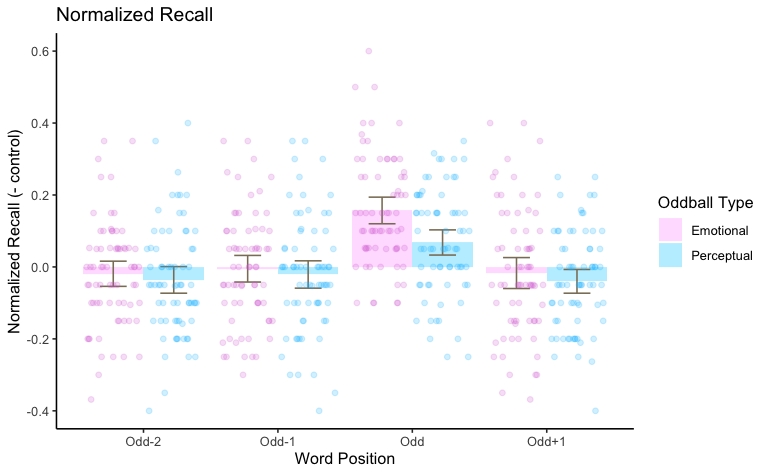 Normalized Recall
Normalized Recall (- control)
0.6
0.4
0.2
0.0
-0.2
-0.4
Odd-2
Odd-1
Odd
Odd+1
Word Position
Oddball Type
Emotional
Perceptual